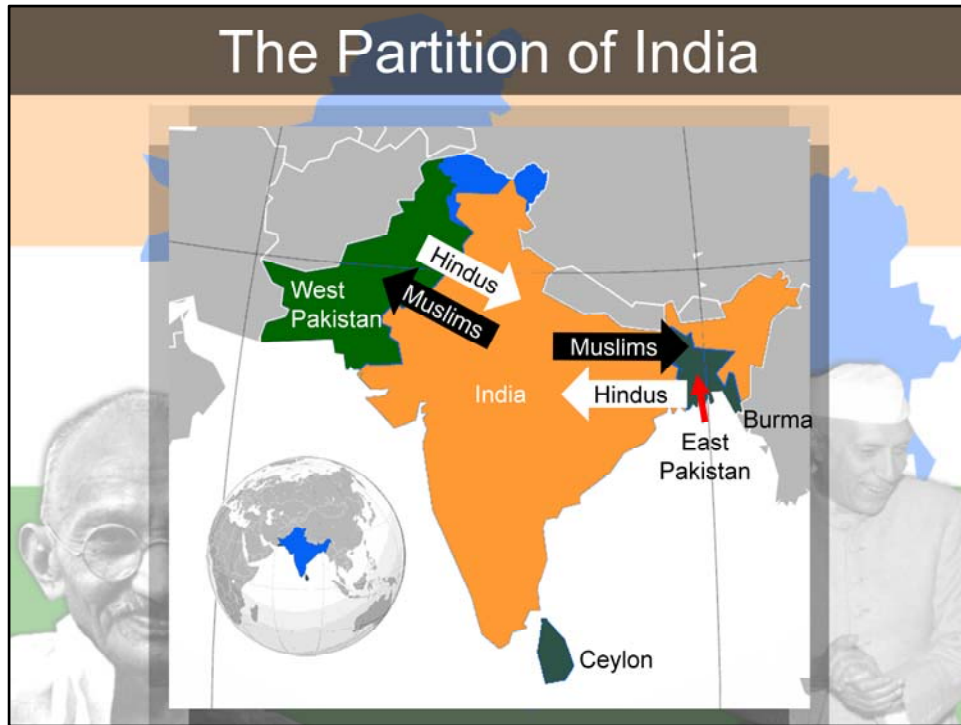 The Partition of India
Hindus
Muslims
West
Pakistan
Muslims
Hindus
India
Burma
East
Pakistan
Ceylon